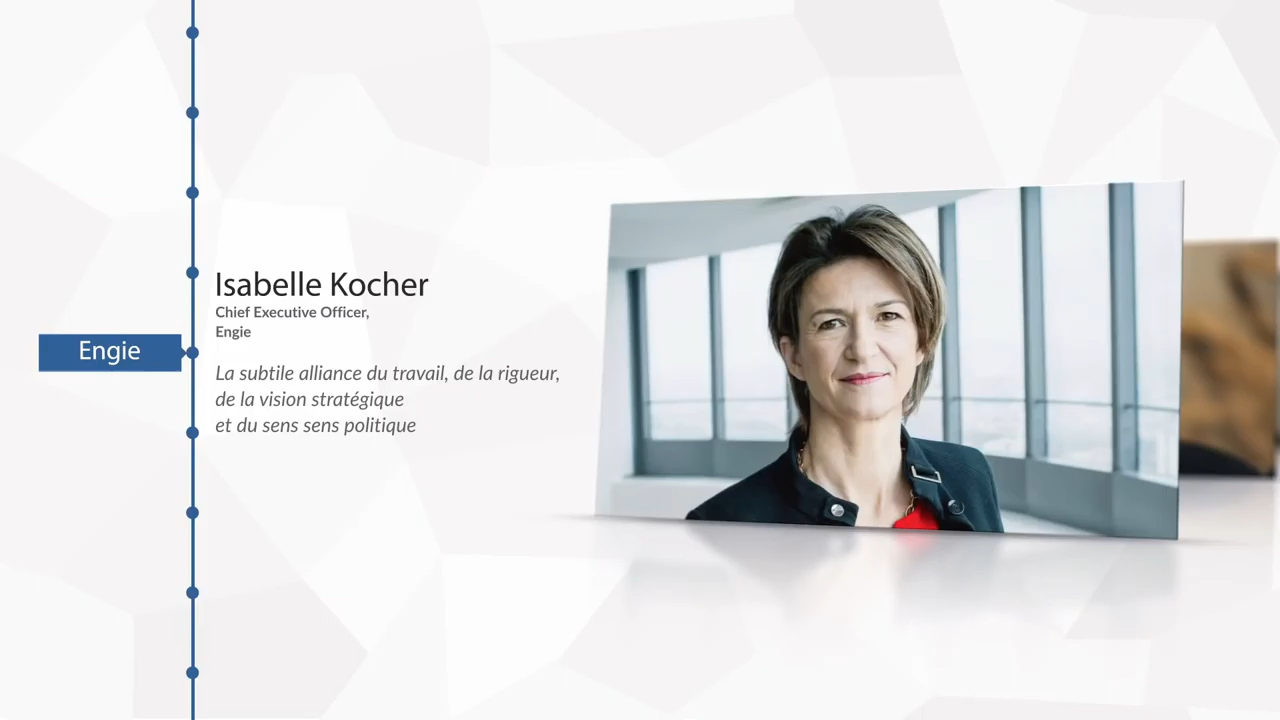 Engie
Isabelle Kocher
Chief Executive Officer,
Engie
La subtile alliance du travail, de la rigueur,
de la vision stratégique
et du sens sens politique